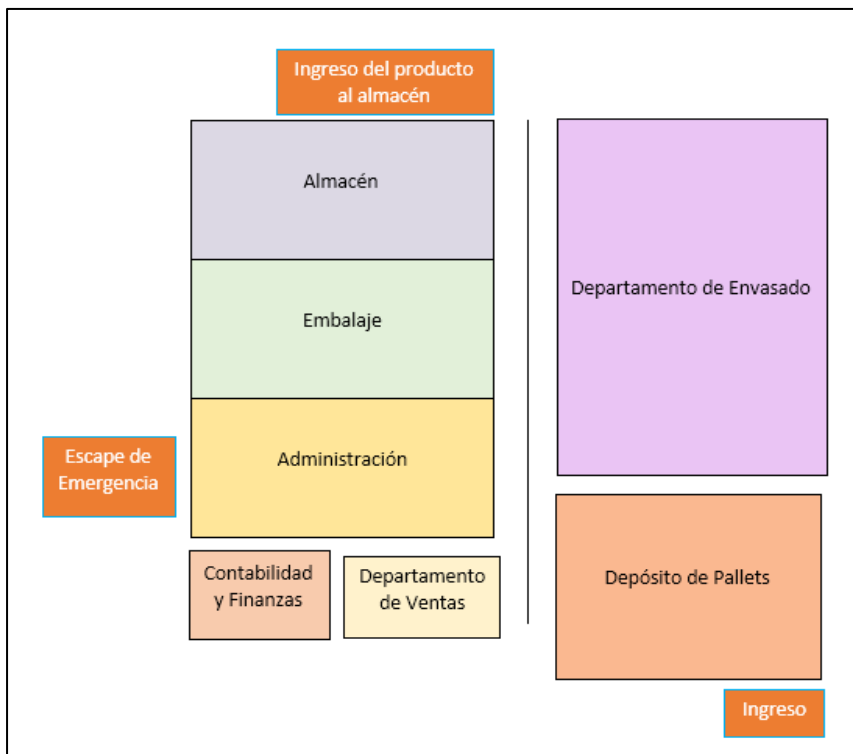 Ingreso del producto
al almacén
Almacén
Departamento de Envasado
Embalaje
Escape de
Emergencia
Administración
Contabilidad
y Finanzas
Departamento
de Ventas
Depósito de Pallets
Ingreso